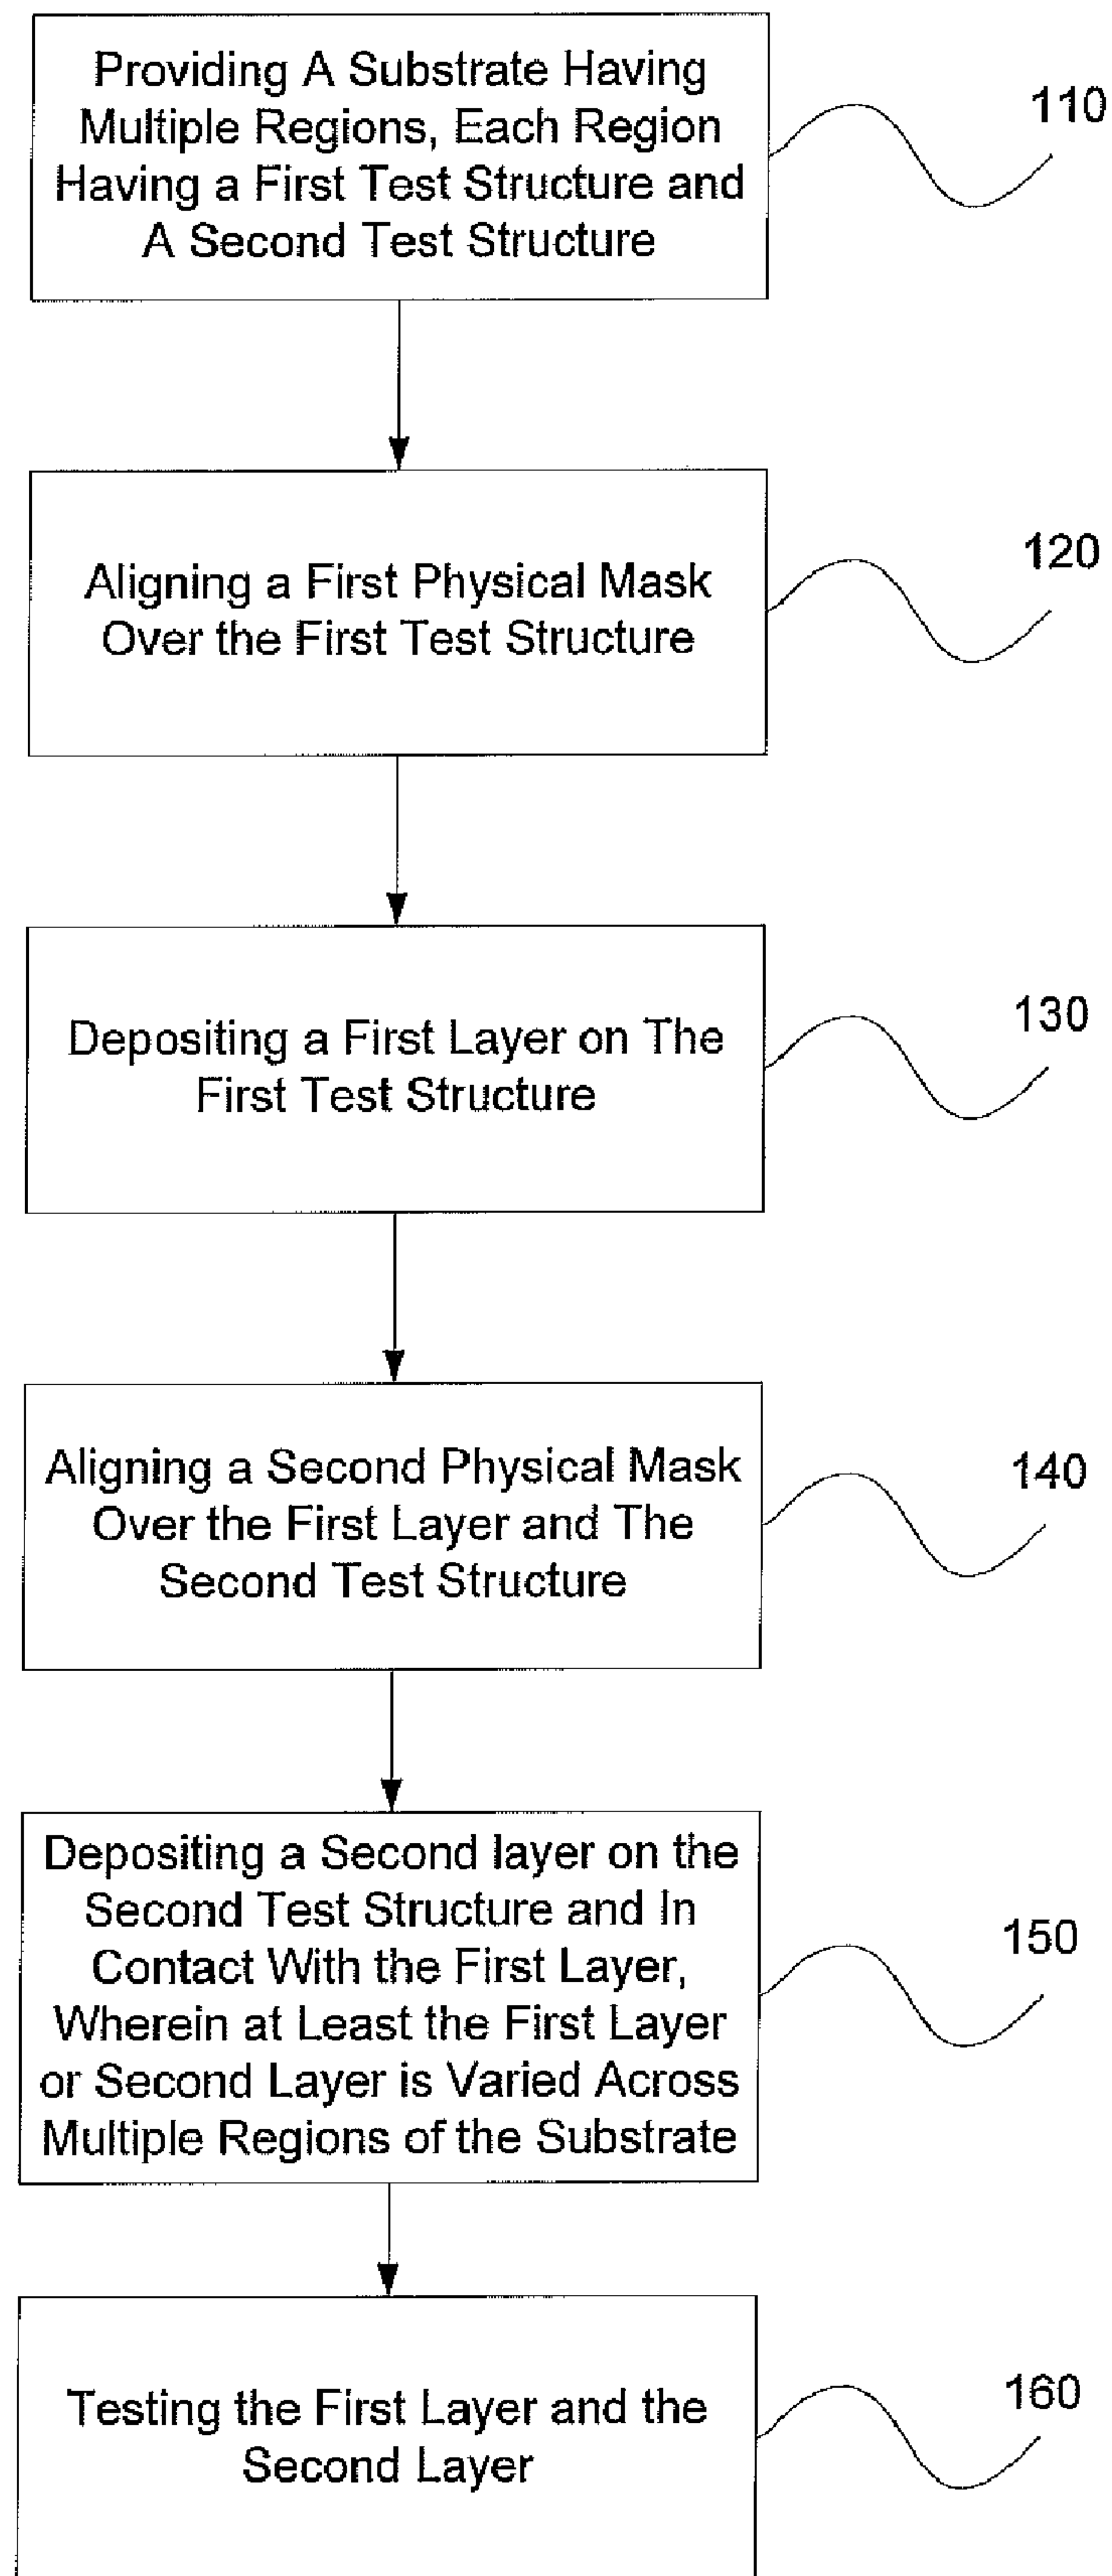 Providing A Substrate Having
Multiple Regions, Each Region
Having a First Test Structure and
A Second Test Structure
110
Aligning a First Physical Mask
Over the First Test Structure
120
Depositing a First Layer on The
First Test Structure
130
Aligning a Second Physical Mask
Over the First Layer and The
Second Test Structure
140
Depositing a Second layer on the
Second Test Structure and In
Contact With the First Layer,
Wherein at Least the First Layer
or Second Layer is Varied Across
Multiple Regions of the Substrate
150
Testing the First Layer and the
Second Layer
160